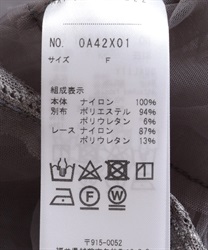 NO. 0A42X01
サイズ F
組成表示
本体 ナイロン 100%
別布 ポリエステル 94%
ポリウレタン 6%
レース ナイロン 87%
ポリウレタン 13%
〒915-0052